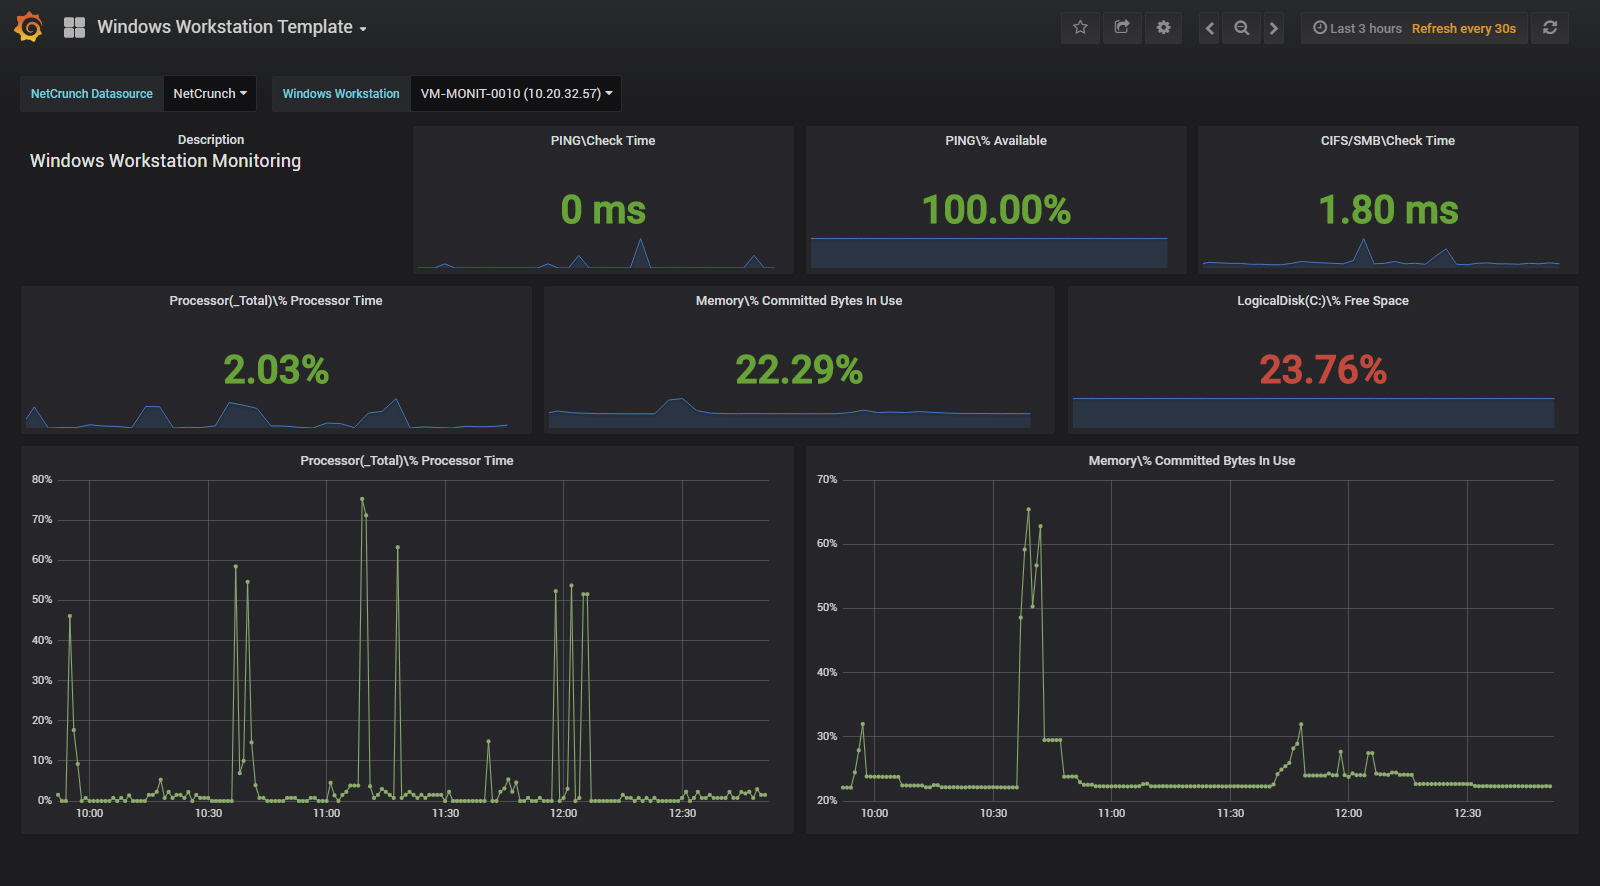 Windows Workstation Template
Last 3 hours Refresh every 30s
NetCrunch Datasource NetCrunch Windows Workstation VM-MONIT-0010 (10.20.32.57)
Description
Windows Workstation Monitoring
PING\Check Time
0 ms
PING\% Available
100.00%
CIFS/SMB\Check Time
1.80 ms
Processor(_Total)\% Processor Time
2.03%
Memory\% Committed Bytes In Use
22.29%
LogicalDisk(C:)\% Free Space
23.76%
Processor(_Total)\% Processor Time
80%
70%
60%
50%
40%
30%
20%
10%
0%
10:00 10:30 11:00 11:30 12:00 12:30
Memory\% Committed Bytes In Use
70%
60%
50%
40%
30%
20%
10:00 10:30 11:00 11:30 12:00 12:30